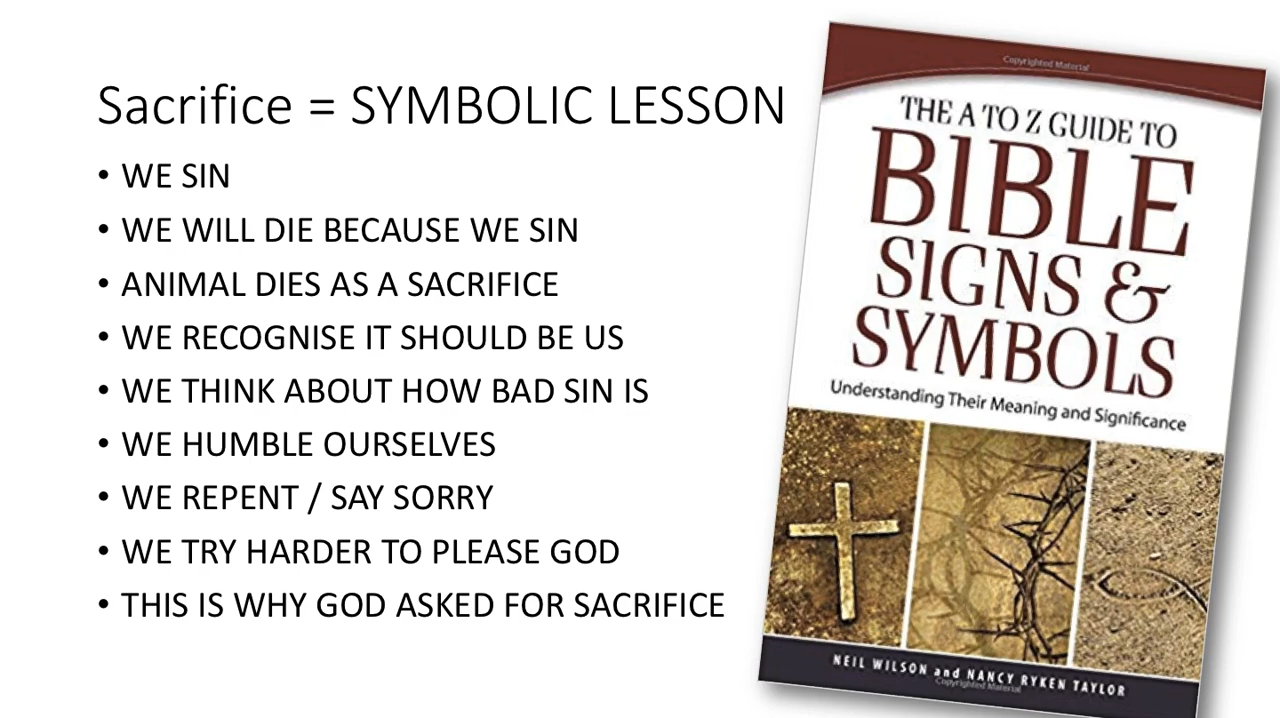 Sacrifice = SYMBOLIC LESSON
• WE SIN
• WE WILL DIE BECAUSE WE SIN
• ANIMAL DIES AS A SACRIFICE
• WE RECOGNISE IT SHOULD BE US
• WE THINK ABOUT HOW BAD SIN IS
• WE HUMBLE OURSELVES
• WE REPENT / SAY SORRY
• WE TRY HARDER TO PLEASE GOD
• THIS IS WHY GOD ASKED FOR SACRIFICE
Copyrighted Material
THE A TO Z GUIDE TO
BIBLE
SIGNS &
SYMBOLS
Understanding Their Meaning and Significance
NEIL WILSON and NANCY RYKEN TAYLOR
Copyrighted Material